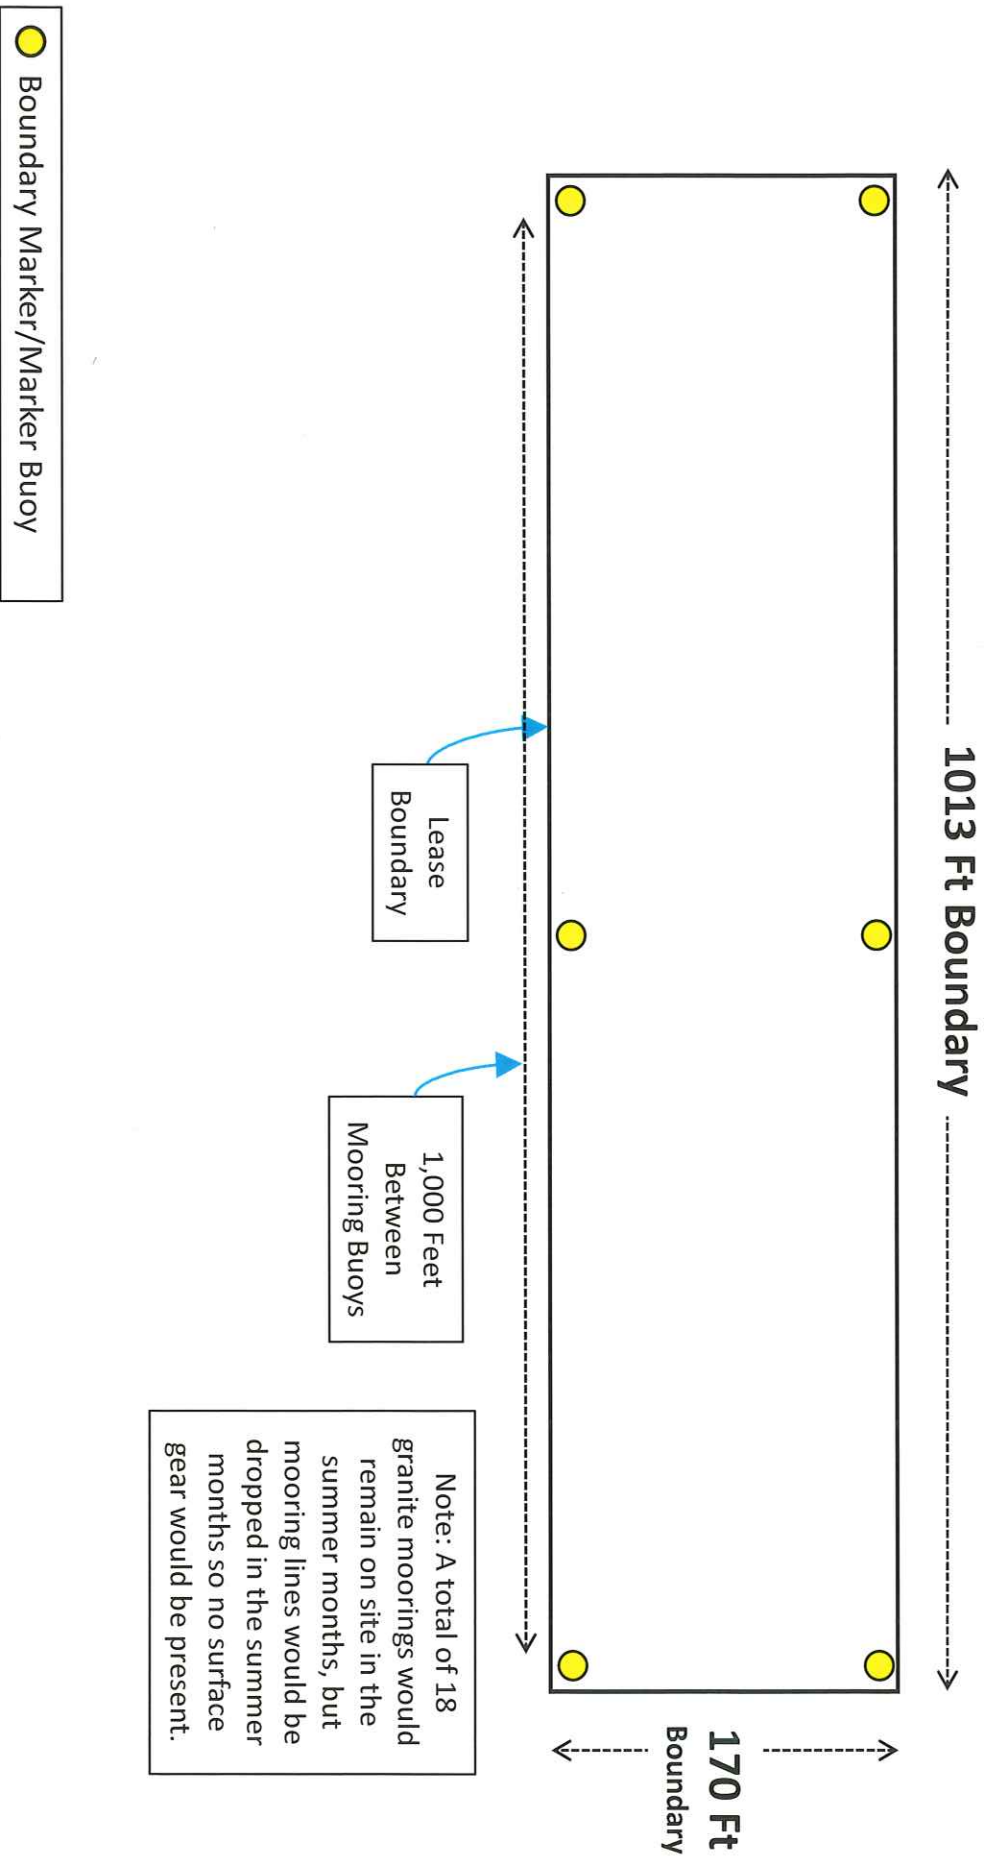 1013 Ft Boundary
170 Ft
Boundary
Lease
Boundary
1,000 Feet
Between
Mooring Buoys
Note: A total of 18
granite moorings would
remain on site in the
summer months, but
mooring lines would be
dropped in the summer
months so no surface
gear would be present.
Boundary Marker/Marker Buoy